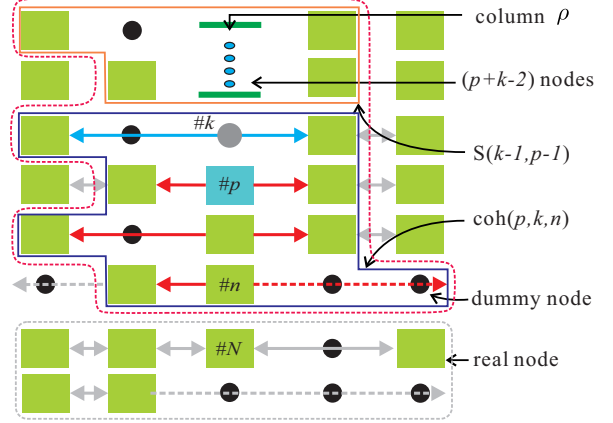 column ρ
(p+k-2) nodes
#k
S(k-1,p-1)
#p
coh(p,k,n)
#n
dummy node
#N
real node